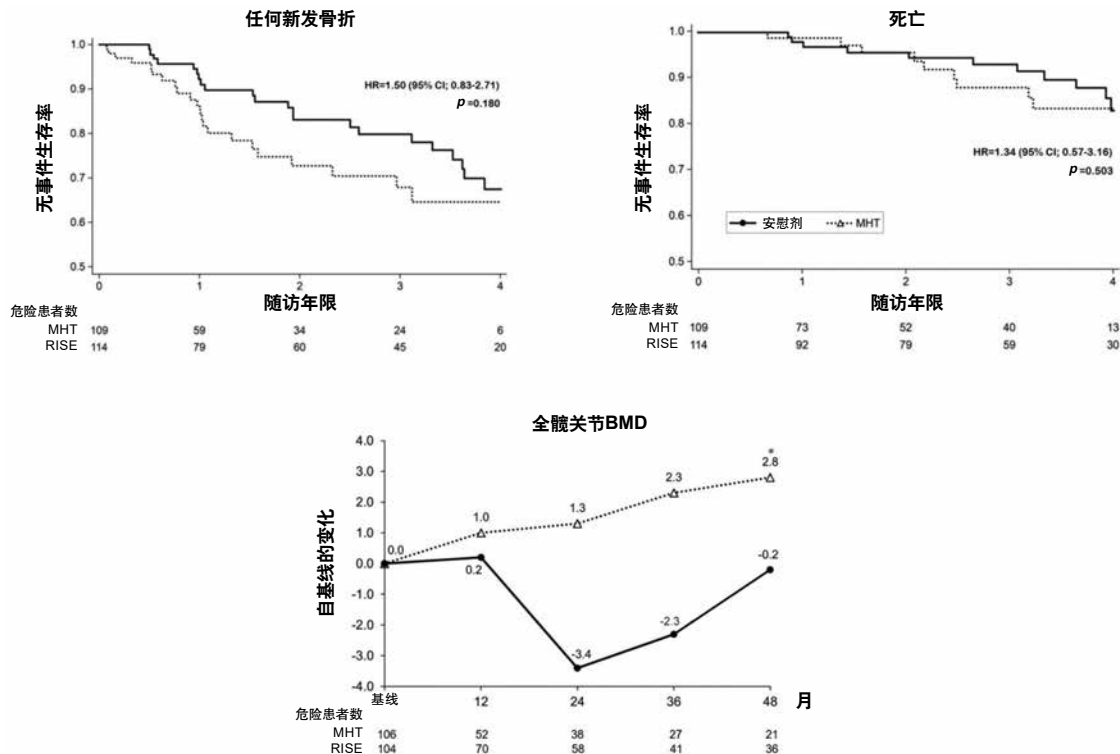 任何新发骨折
1.0
0.9
0.8
0.7
0.6
0.5
无事件生存率
HR=1.50 (95% CI; 0.83-2.71)
p =0.180
0 1 2 3 4
随访年限
危险患者数
MHT 109 59 34 24 6
RISE 114 79 60 45 20
死亡
1.0
0.9
0.8
0.7
0.6
0.5
无事件生存率
HR=1.34 (95% CI; 0.57-3.16)
p =0.503
安慰剂 MHT
0 1 2 3 4
随访年限
危险患者数
MHT 109 73 52 40 13
RISE 114 92 79 59 30
全髋关节BMD
4.0
3.0
2.0
1.0
0.0
-1.0
-2.0
-3.0
-4.0
自基线的变化
0.0 1.0 1.3 2.3 2.8 *
0.2 -3.4 -2.3 -0.2
基线 12 24 36 48 月
危险患者数
MHT 106 52 38 27 21
RISE 104 70 58 41 36